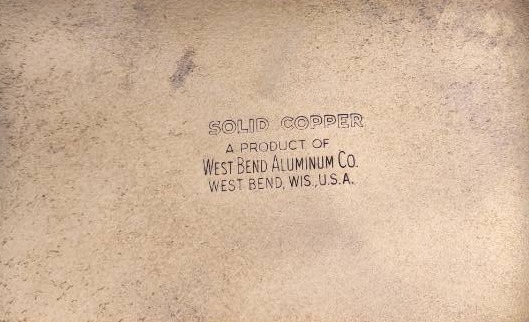 SOLID COPPER
A PRODUCT OF
WEST BEND ALUMINUM CO.
WEST BEND, WIS., U.S.A.